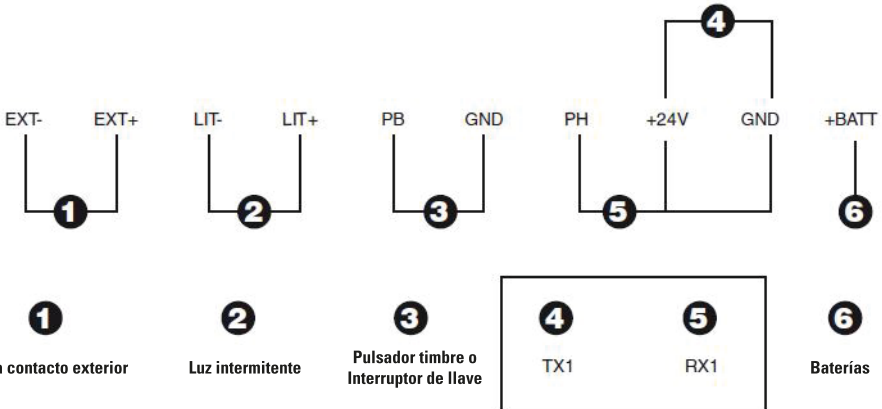 4
EXT- EXT+ LIT- LIT+ PB GND PH +24V GND +BATT
1 2 3 5 6
1 2 3 4 5 6
contacto exterior Luz intermitente Pulsador timbre o TX1 RX1 Baterías
Interruptor de llave